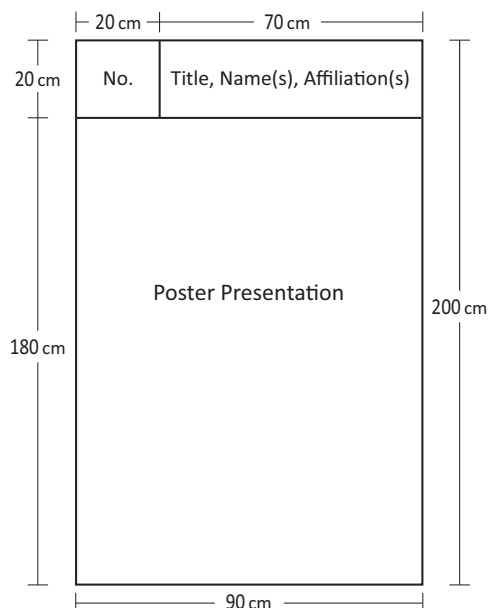 20 cm 70 cm
20 cm No. Title, Name(s), Affiliation(s)
Poster Presentation
200 cm
180 cm
90 cm